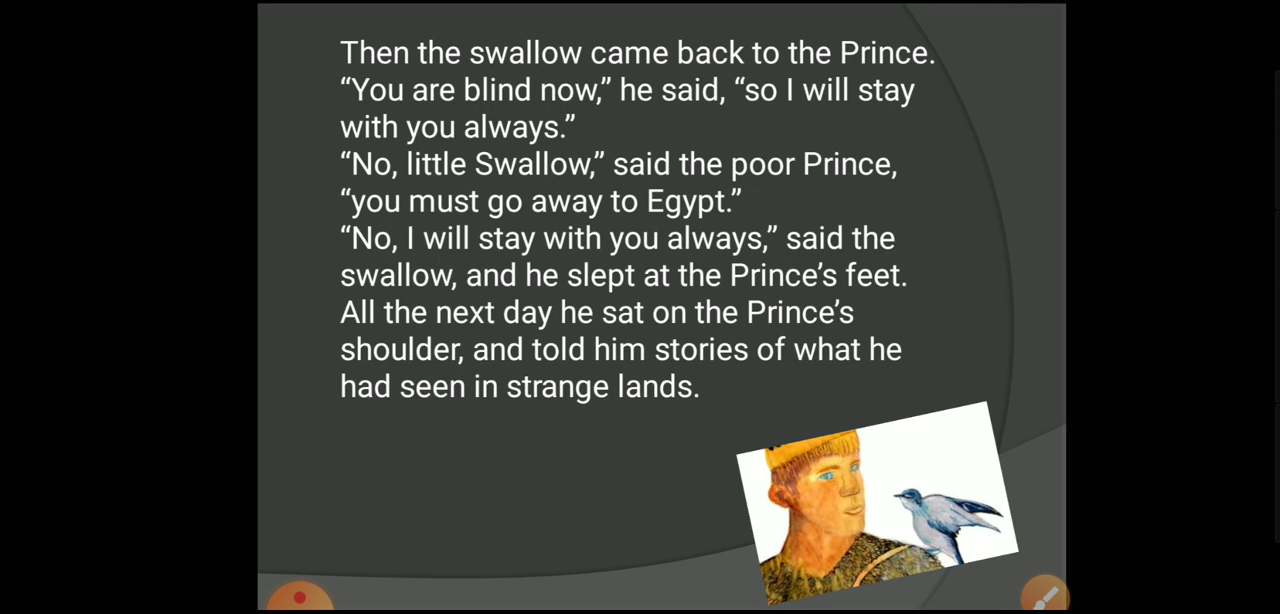 Then the swallow came back to the Prince.
“You are blind now,” he said, “so I will stay
with you always.”
“No, little Swallow,” said the poor Prince,
“you must go away to Egypt.”
“No, I will stay with you always,” said the
swallow, and he slept at the Prince’s feet.
All the next day he sat on the Prince’s
shoulder, and told him stories of what he
had seen in strange lands.